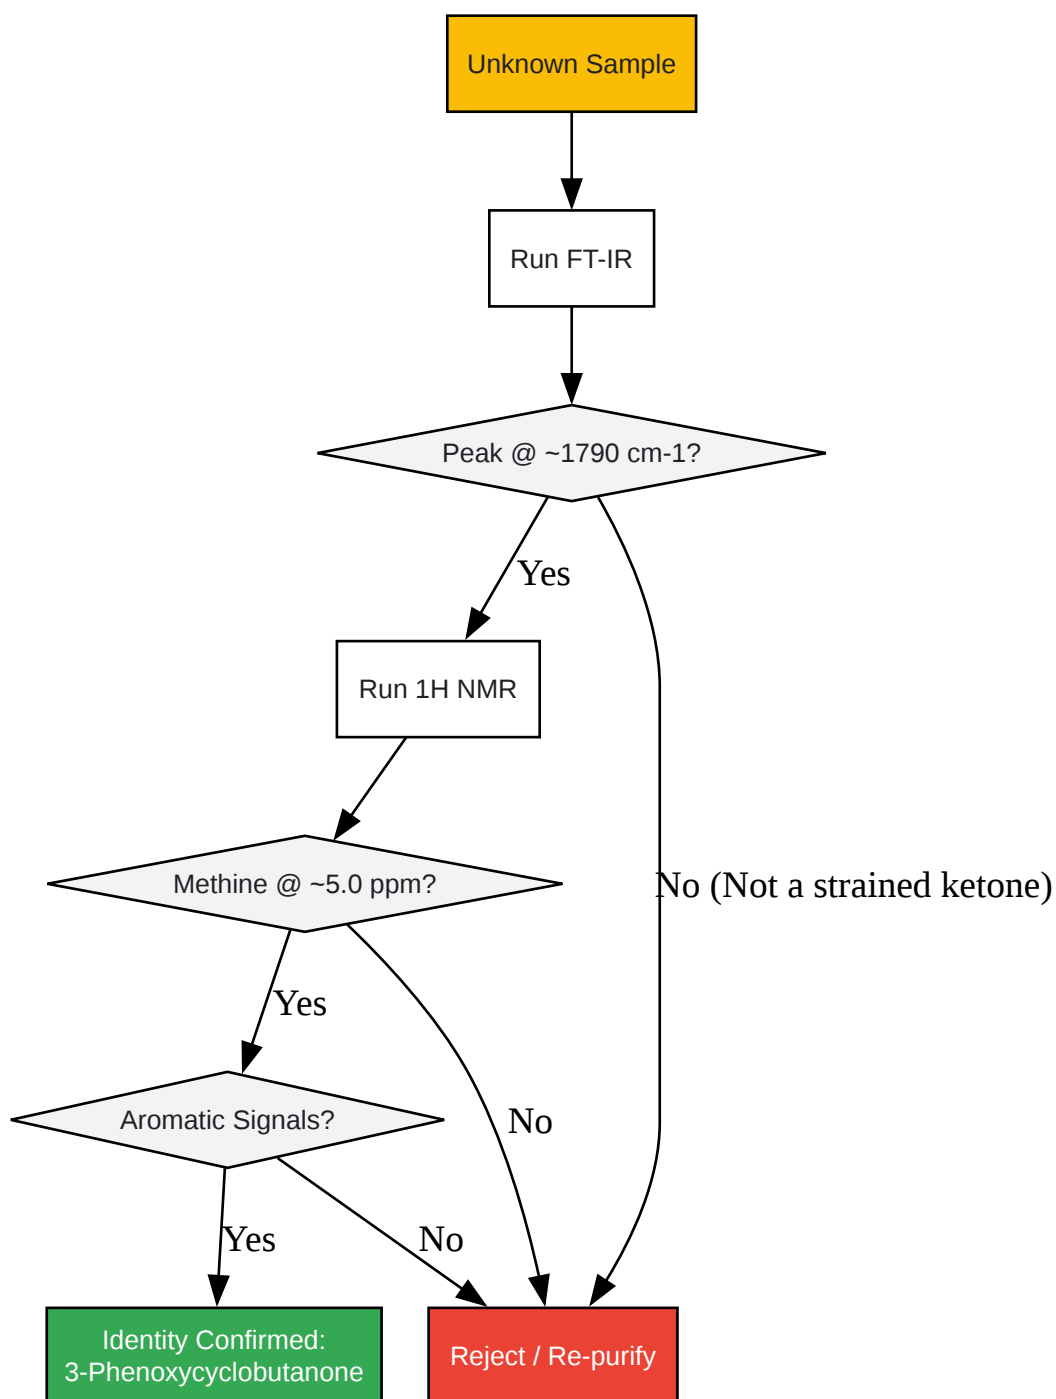 Unknown Sample
Run FT-IR
Peak @ ~1790 cm-1?
Yes
Run 1H NMR
Methine @ ~5.0 ppm?
No (Not a strained ketone)
Yes
Aromatic Signals?
No
Yes
No
Identity Confirmed:
3-Phenoxycyclobutanone
Reject / Re-purify